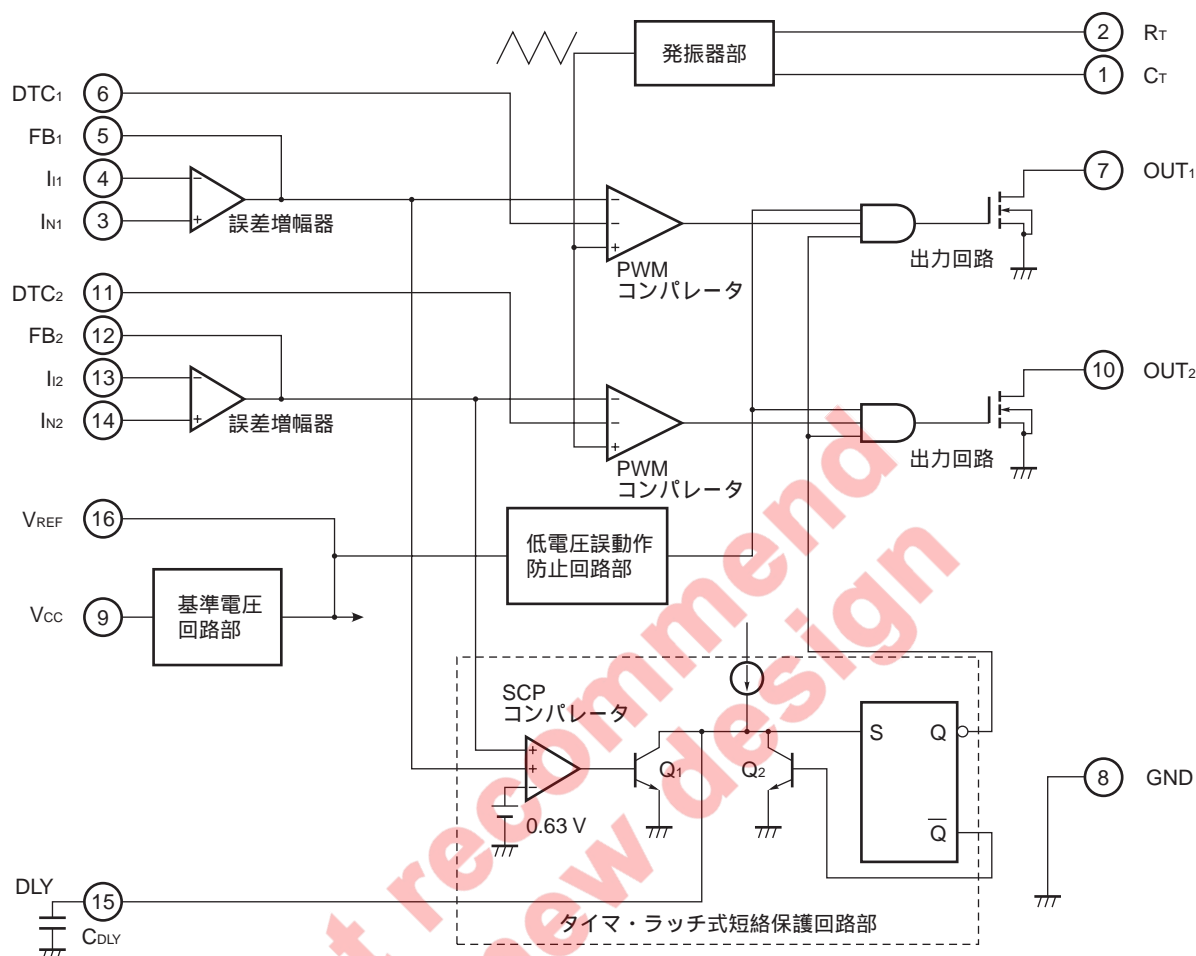 発振器部
2
RT
1
CT
DTC1
6
FB1
5
II1
4
IN1
3
−
+
誤差増幅器
−
−
+
PWM
コンパレータ
出力回路
7
OUT1
DTC2
11
FB2
12
II2
13
IN2
14
−
+
誤差増幅器
−
−
+
PWM
コンパレータ
出力回路
10
OUT2
VREF
16
低電圧誤動作
防止回路部
VCC
9
基準電圧
回路部
SCP
コンパレータ
+
+
−
0.63 V
Q1
Q2
S
Q
Q̅
8
GND
DLY
15
CDLY
タイマ・ラッチ式短絡保護回路部
t recommend
new design